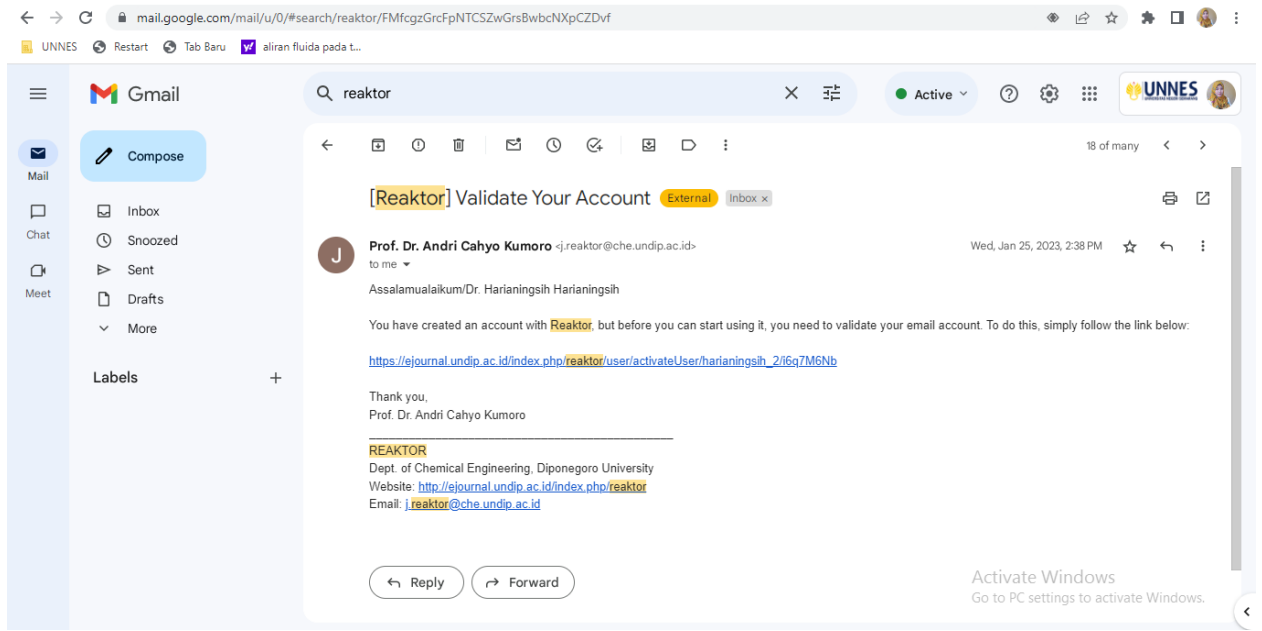 mail.google.com/mail/u/0/#search/reaktor/FMfcgzGrcFpNTCSZwGrsBwbcNXpCZDvf
UNNES Restart Tab Baru aliran fluida pada t...
Gmail reaktor Active UNNES
Compose 18 of many
Mail
[Reaktor] Validate Your Account External Inbox ×
Inbox
Chat
Snoozed
Prof. Dr. Andri Cahyo Kumoro <j.reaktor@che.undip.ac.id> Wed, Jan 25, 2023, 2:38 PM
J
to me
Sent
Meet
Assalamualaikum/Dr. Harianingsih Harianingsih
Drafts
More
You have created an account with Reaktor, but before you can start using it, you need to validate your email account. To do this, simply follow the link below:
https://ejournal.undip.ac.id/index.php/reaktor/user/activateUser/harianingsih_2/i6q7M6Nb
Labels
Thank you,
Prof. Dr. Andri Cahyo Kumoro
________________________________________________
REAKTOR
Dept. of Chemical Engineering, Diponegoro University
Website: http://ejournal.undip.ac.id/index.php/reaktor
Email: j.reaktor@che.undip.ac.id
Reply Forward
Activate Windows
Go to PC settings to activate Windows.